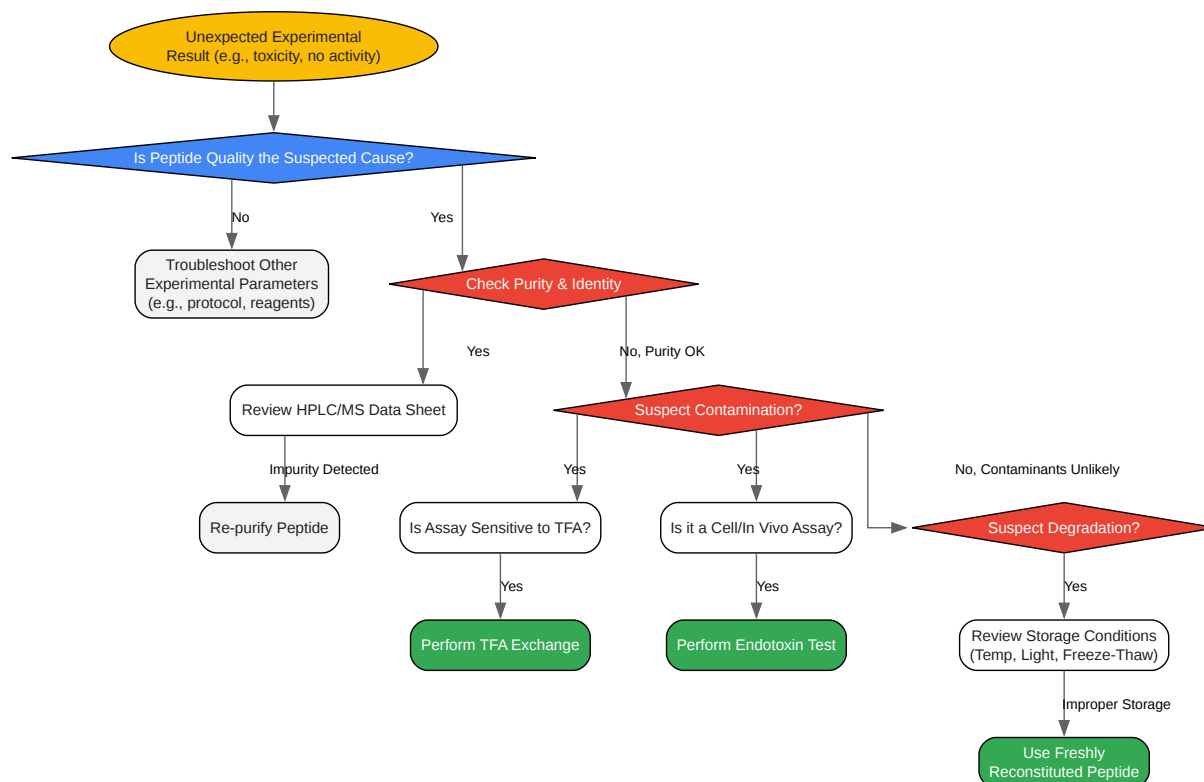 Unexpected Experimental
Result (e.g., toxicity, no activity)
Is Peptide Quality the Suspected Cause?
No
Yes
Troubleshoot Other
Experimental Parameters
(e.g., protocol, reagents)
Check Purity & Identity
Yes
No, Purity OK
Review HPLC/MS Data Sheet
Suspect Contamination?
Impurity Detected
Yes
Yes
No, Contaminants Unlikely
Re-purify Peptide
Is Assay Sensitive to TFA?
Is it a Cell/In Vivo Assay?
Suspect Degradation?
Yes
Yes
Yes
Perform TFA Exchange
Perform Endotoxin Test
Review Storage Conditions
(Temp, Light, Freeze-Thaw)
Improper Storage
Use Freshly
Reconstituted Peptide